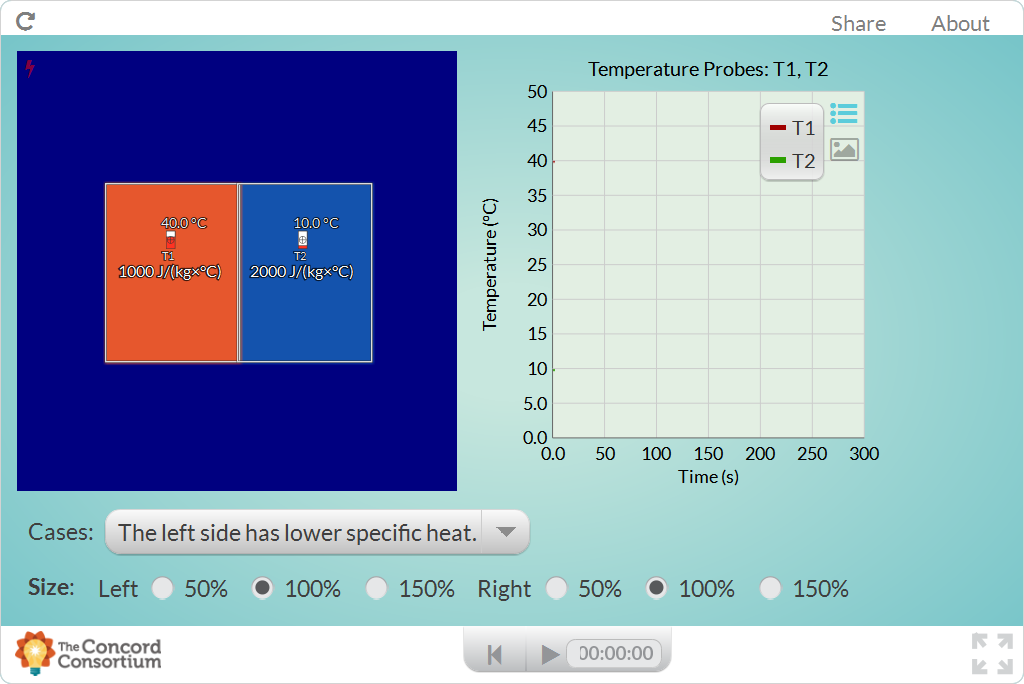 Share About
Temperature Probes: T1, T2
50
45
40
35
30
25
20
15
10
5.0
0.0
0.0 50 100 150 200 250 300
Time (s)
Temperature (°C)
T1
T2
40.0 °C
T1
1000 J/(kg×°C)
10.0 °C
T2
2000 J/(kg×°C)
Cases: The left side has lower specific heat.
Size: Left 50% 100% 150% Right 50% 100% 150%
The Concord
Consortium
00:00:00